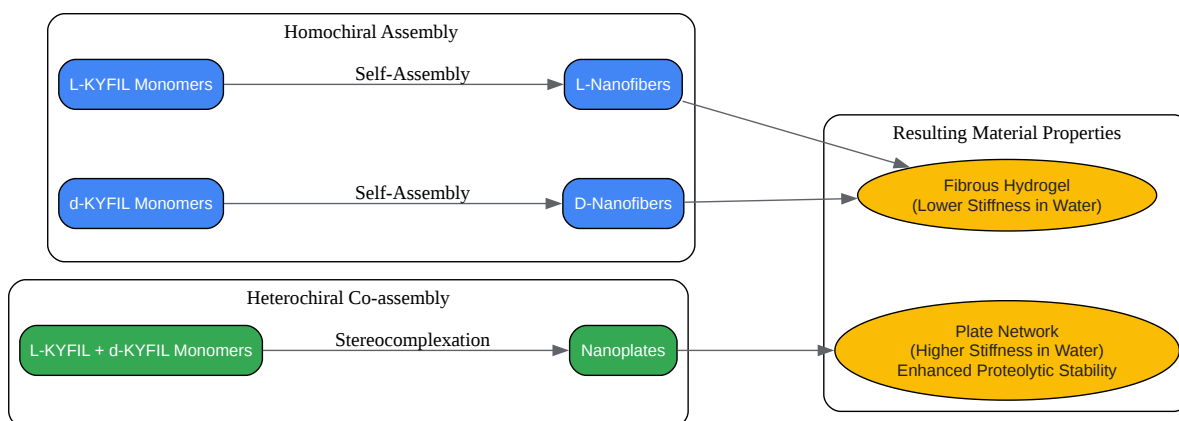 Homochiral Assembly
L-KYFIL Monomers
Self-Assembly
L-Nanofibers
d-KYFIL Monomers
Self-Assembly
D-Nanofibers
Heterochiral Co-assembly
L-KYFIL + d-KYFIL Monomers
Stereocomplexation
Nanoplates
Resulting Material Properties
Fibrous Hydrogel
(Lower Stiffness in Water)
Plate Network
(Higher Stiffness in Water)
Enhanced Proteolytic Stability